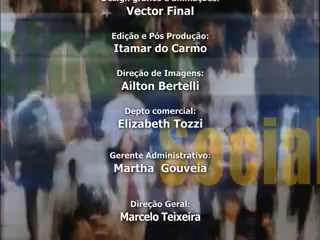 Vector Final
Edição e Pós Produção:
Itamar do Carmo
Direção de Imagens:
Ailton Bertelli
Depto comercial:
Elizabeth Tozzi
Gerente Administrativo:
Martha Gouveia
social
Direção Geral:
Marcelo Teixeira